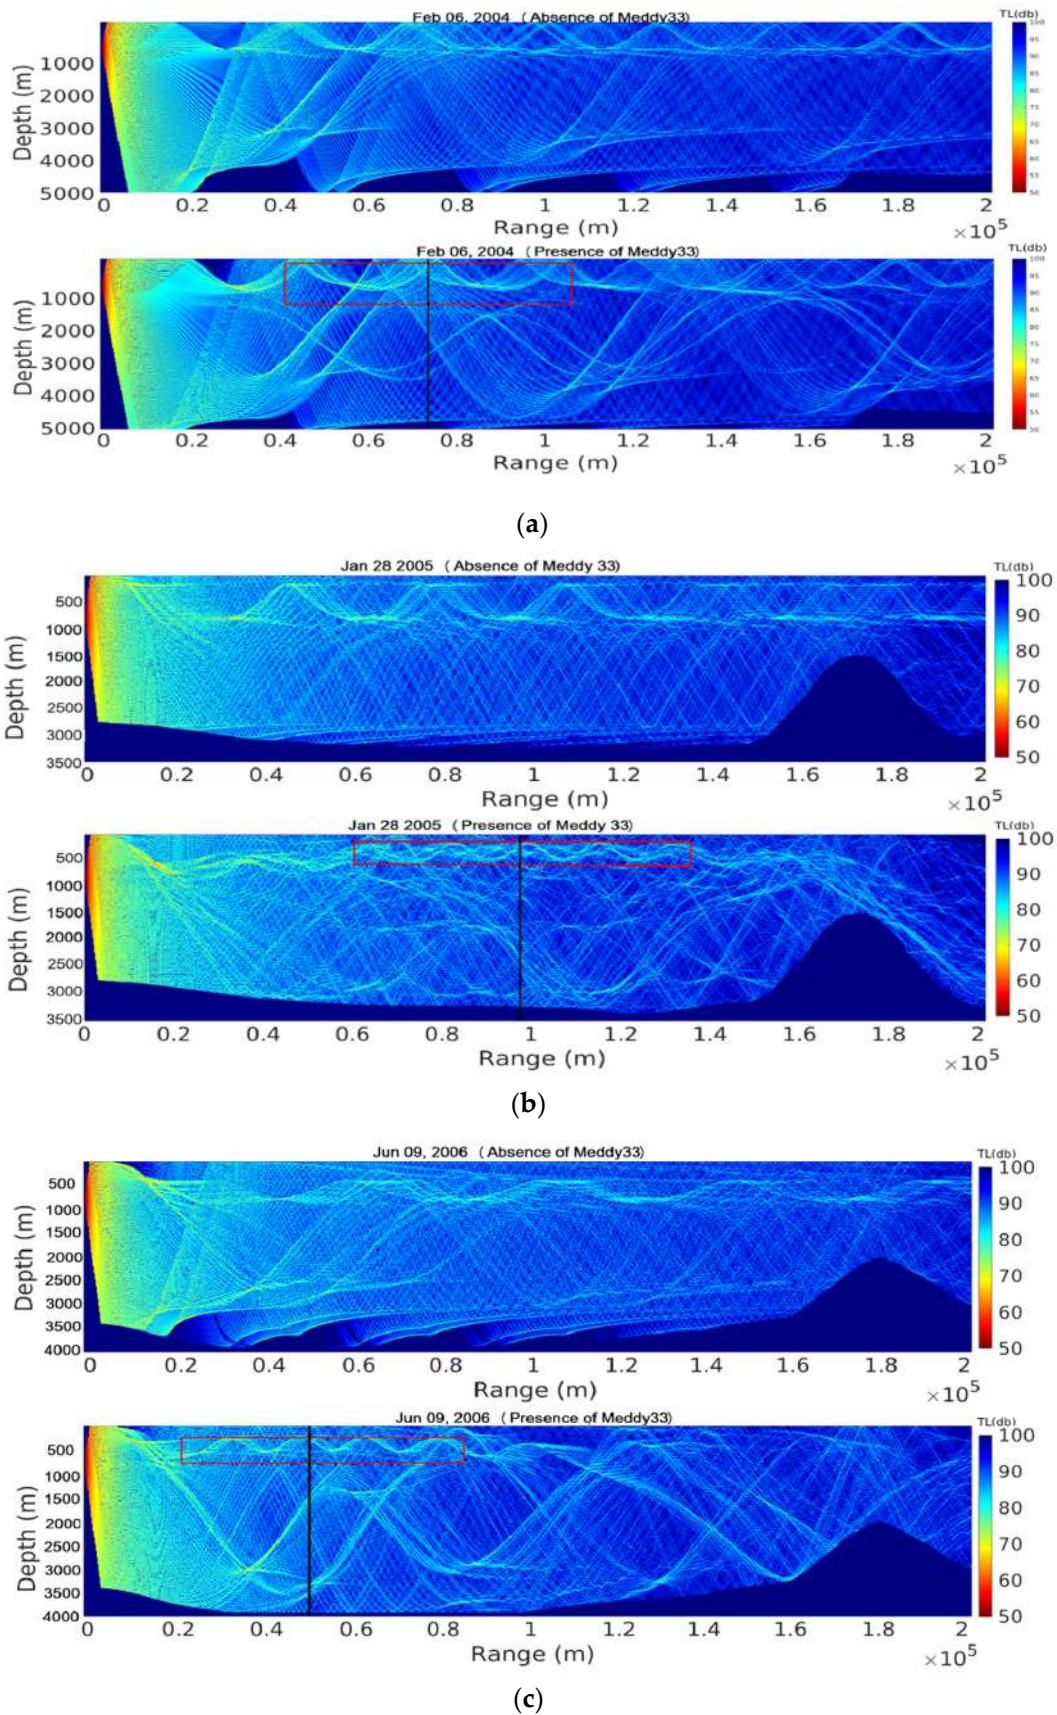 Feb 06, 2004 (Absence of Meddy33)
TL(db)
Depth (m)
1000
2000
3000
4000
5000
100
95
90
85
80
75
70
65
60
55
50
0 0.2 0.4 0.6 0.8 1 1.2 1.4 1.6 1.8 2
Range (m)
×10⁵
Feb 06, 2004 (Presence of Meddy33)
TL(db)
Depth (m)
1000
2000
3000
4000
5000
100
95
90
85
80
75
70
65
60
55
50
0 0.2 0.4 0.6 0.8 1 1.2 1.4 1.6 1.8 2
Range (m)
×10⁵
(a)
Jan 28 2005 (Absence of Meddy 33)
TL(db)
Depth (m)
500
1000
1500
2000
2500
3000
3500
100
90
80
70
60
50
0 0.2 0.4 0.6 0.8 1 1.2 1.4 1.6 1.8 2
Range (m)
×10⁵
Jan 28 2005 (Presence of Meddy 33)
TL(db)
Depth (m)
500
1000
1500
2000
2500
3000
3500
100
90
80
70
60
50
0 0.2 0.4 0.6 0.8 1 1.2 1.4 1.6 1.8 2
Range (m)
×10⁵
(b)
Jun 09, 2006 (Absence of Meddy33)
TL(db)
Depth (m)
500
1000
1500
2000
2500
3000
3500
4000
100
90
80
70
60
50
0 0.2 0.4 0.6 0.8 1 1.2 1.4 1.6 1.8 2
Range (m)
×10⁵
Jun 09, 2006 (Presence of Meddy33)
TL(db)
Depth (m)
500
1000
1500
2000
2500
3000
3500
4000
100
90
80
70
60
50
0 0.2 0.4 0.6 0.8 1 1.2 1.4 1.6 1.8 2
Range (m)
×10⁵
(c)